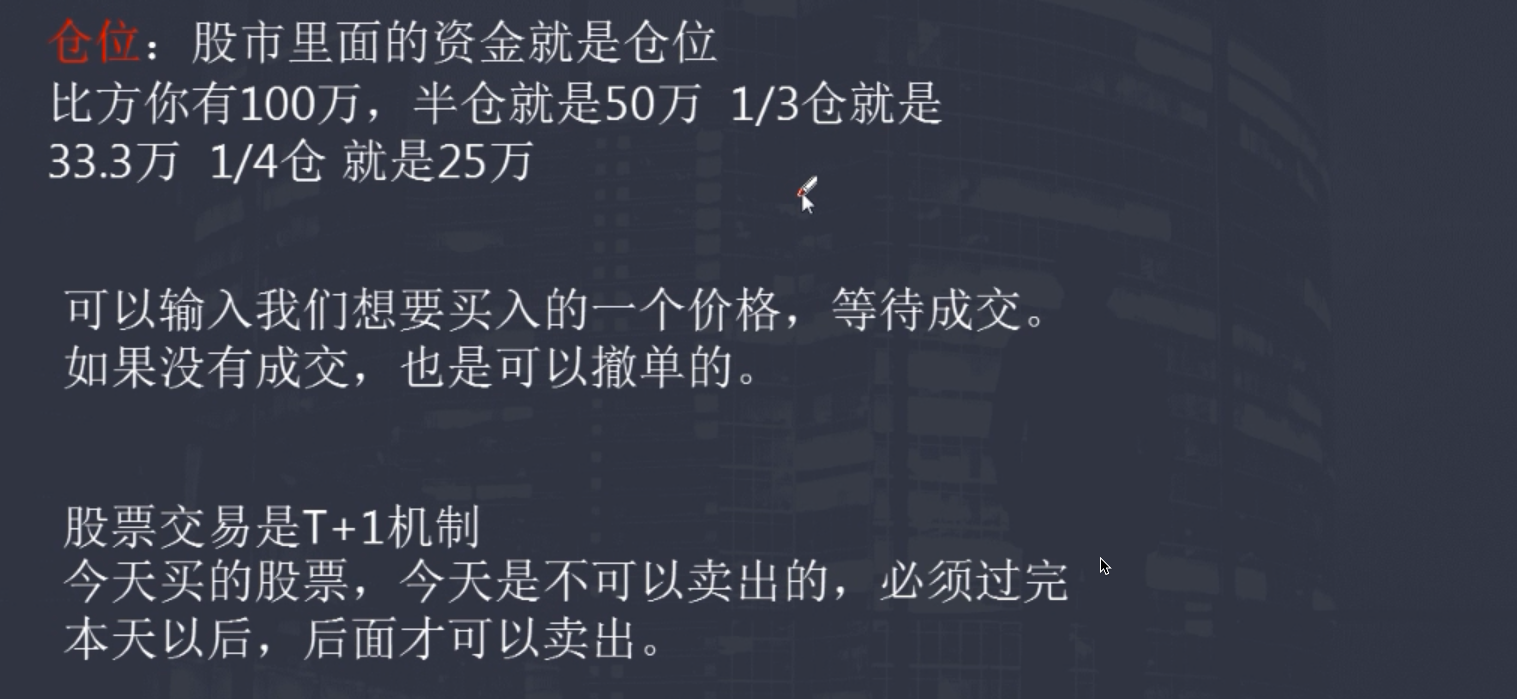 仓位：股市里面的资金就是仓位
比方你有100万，半仓就是50万 1/3仓就是
33.3万 1/4仓 就是25万
可以输入我们想要买入的一个价格，等待成交。
如果没有成交，也是可以撤单的。
股票交易是T+1机制
今天买的股票，今天是不可以卖出的，必须过完
本天以后，后面才可以卖出。